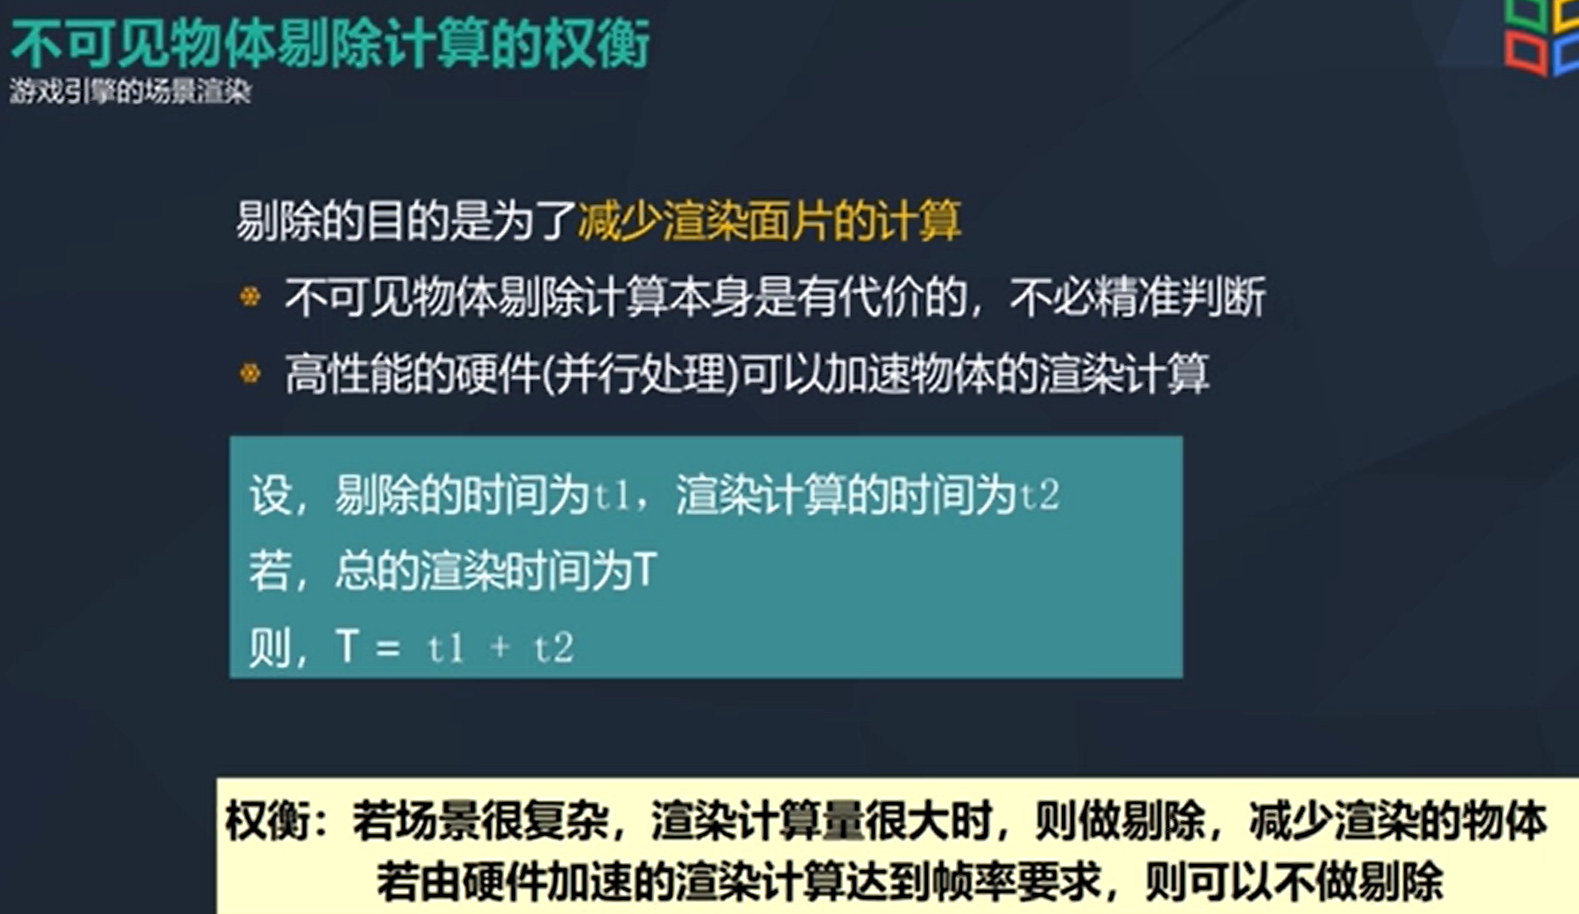 不可见物体剔除计算的权衡
游戏引擎的场景渲染
剔除的目的是为了减少渲染面片的计算
不可见物体剔除计算本身是有代价的，不必精准判断
高性能的硬件(并行处理)可以加速物体的渲染计算
设，剔除的时间为t1，渲染计算的时间为t2
若，总的渲染时间为T
则，T = t1 + t2
权衡：若场景很复杂，渲染计算量很大时，则做剔除，减少渲染的物体
若由硬件加速的渲染计算达到帧率要求，则可以不做剔除